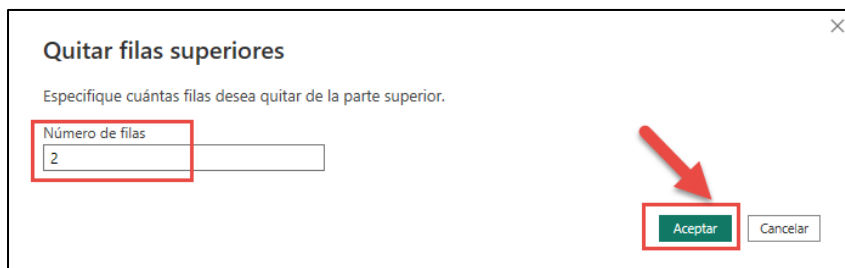 Quitar filas superiores
Especifique cuántas filas desea quitar de la parte superior.
Número de filas
2
Aceptar Cancelar